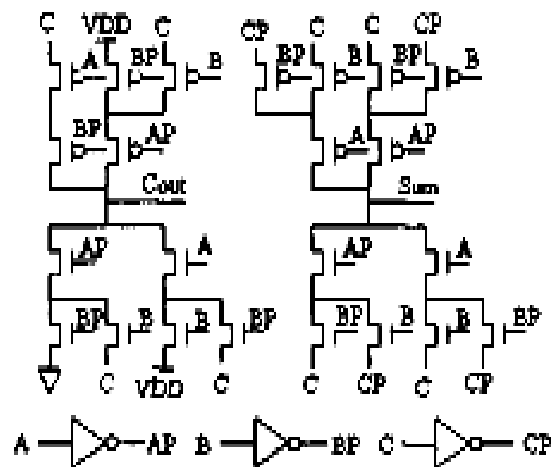 C VDD C CP C C CP
A BP B BP B BP B
BP AP A AP
Cout Sum
AP A AP A
BP B B BP BP B B BP
C VDD C C CP C CP
A AP B BP C CP